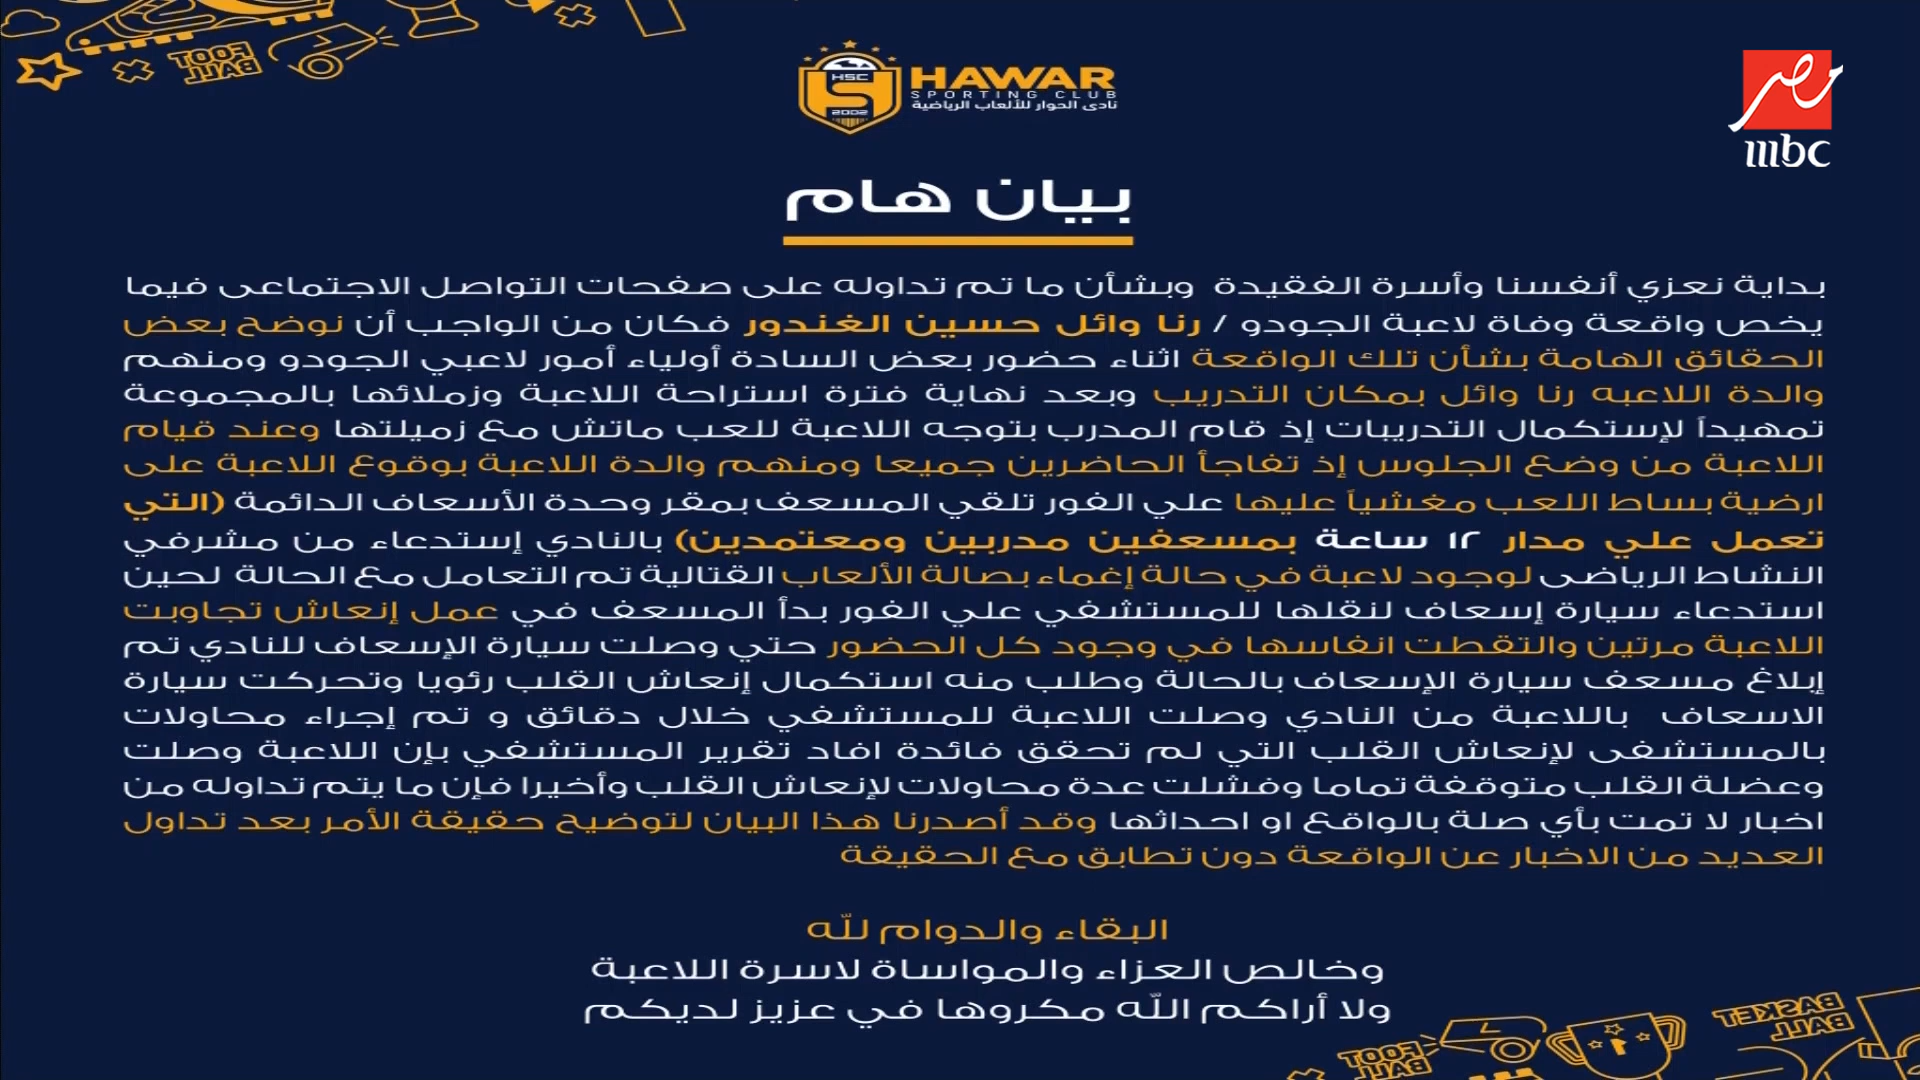 FOOT
BALL
HSC
2002
HAWAR
SPORTING CLUB
نادى الحوار للألعاب الرياضية
مصر
mbc
بيان هام
بداية نعزي أنفسنا وأسرة الفقيدة وبشأن ما تم تداوله على صفحات التواصل الاجتماعى فيما
يخص واقعة وفاة لاعبة الجودو / رنا وائل حسين الغندور فكان من الواجب أن نوضح بعض
الحقائق الهامة بشأن تلك الواقعة اثناء حضور بعض السادة أولياء أمور لاعبي الجودو ومنهم
والدة اللاعبه رنا وائل بمكان التدريب وبعد نهاية فترة استراحة اللاعبة وزملائها بالمجموعة
تمهيداً لإستكمال التدريبات إذ قام المدرب بتوجه اللاعبة للعب ماتش مع زميلتها وعند قيام
اللاعبة من وضع الجلوس إذ تفاجأ الحاضرين جميعا ومنهم والدة اللاعبة بوقوع اللاعبة على
ارضية بساط اللعب مغشياً عليها علي الفور تلقي المسعف بمقر وحدة الأسعاف الدائمة (التي
تعمل علي مدار ١٢ ساعة بمسعفين مدربين ومعتمدين) بالنادي إستدعاء من مشرفي
النشاط الرياضى لوجود لاعبة في حالة إغماء بصالة الألعاب القتالية تم التعامل مع الحالة لحين
استدعاء سيارة إسعاف لنقلها للمستشفي علي الفور بدأ المسعف في عمل إنعاش تجاوبت
اللاعبة مرتين والتقطت انفاسها في وجود كل الحضور حتي وصلت سيارة الإسعاف للنادي تم
إبلاغ مسعف سيارة الإسعاف بالحالة وطلب منه استكمال إنعاش القلب رئويا وتحركت سيارة
الاسعاف باللاعبة من النادي وصلت اللاعبة للمستشفي خلال دقائق و تم إجراء محاولات
بالمستشفى لإنعاش القلب التي لم تحقق فائدة افاد تقرير المستشفي بإن اللاعبة وصلت
وعضلة القلب متوقفة تماما وفشلت عدة محاولات لإنعاش القلب وأخيرا فإن ما يتم تداوله من
اخبار لا تمت بأي صلة بالواقع او احداثها وقد أصدرنا هذا البيان لتوضيح حقيقة الأمر بعد تداول
العديد من الاخبار عن الواقعة دون تطابق مع الحقيقة
البقاء والدوام لله
وخالص العزاء والمواساة لاسرة اللاعبة
ولا أراكم الله مكروها في عزيز لديكم
BASKET
BALL
FOOT
BALL